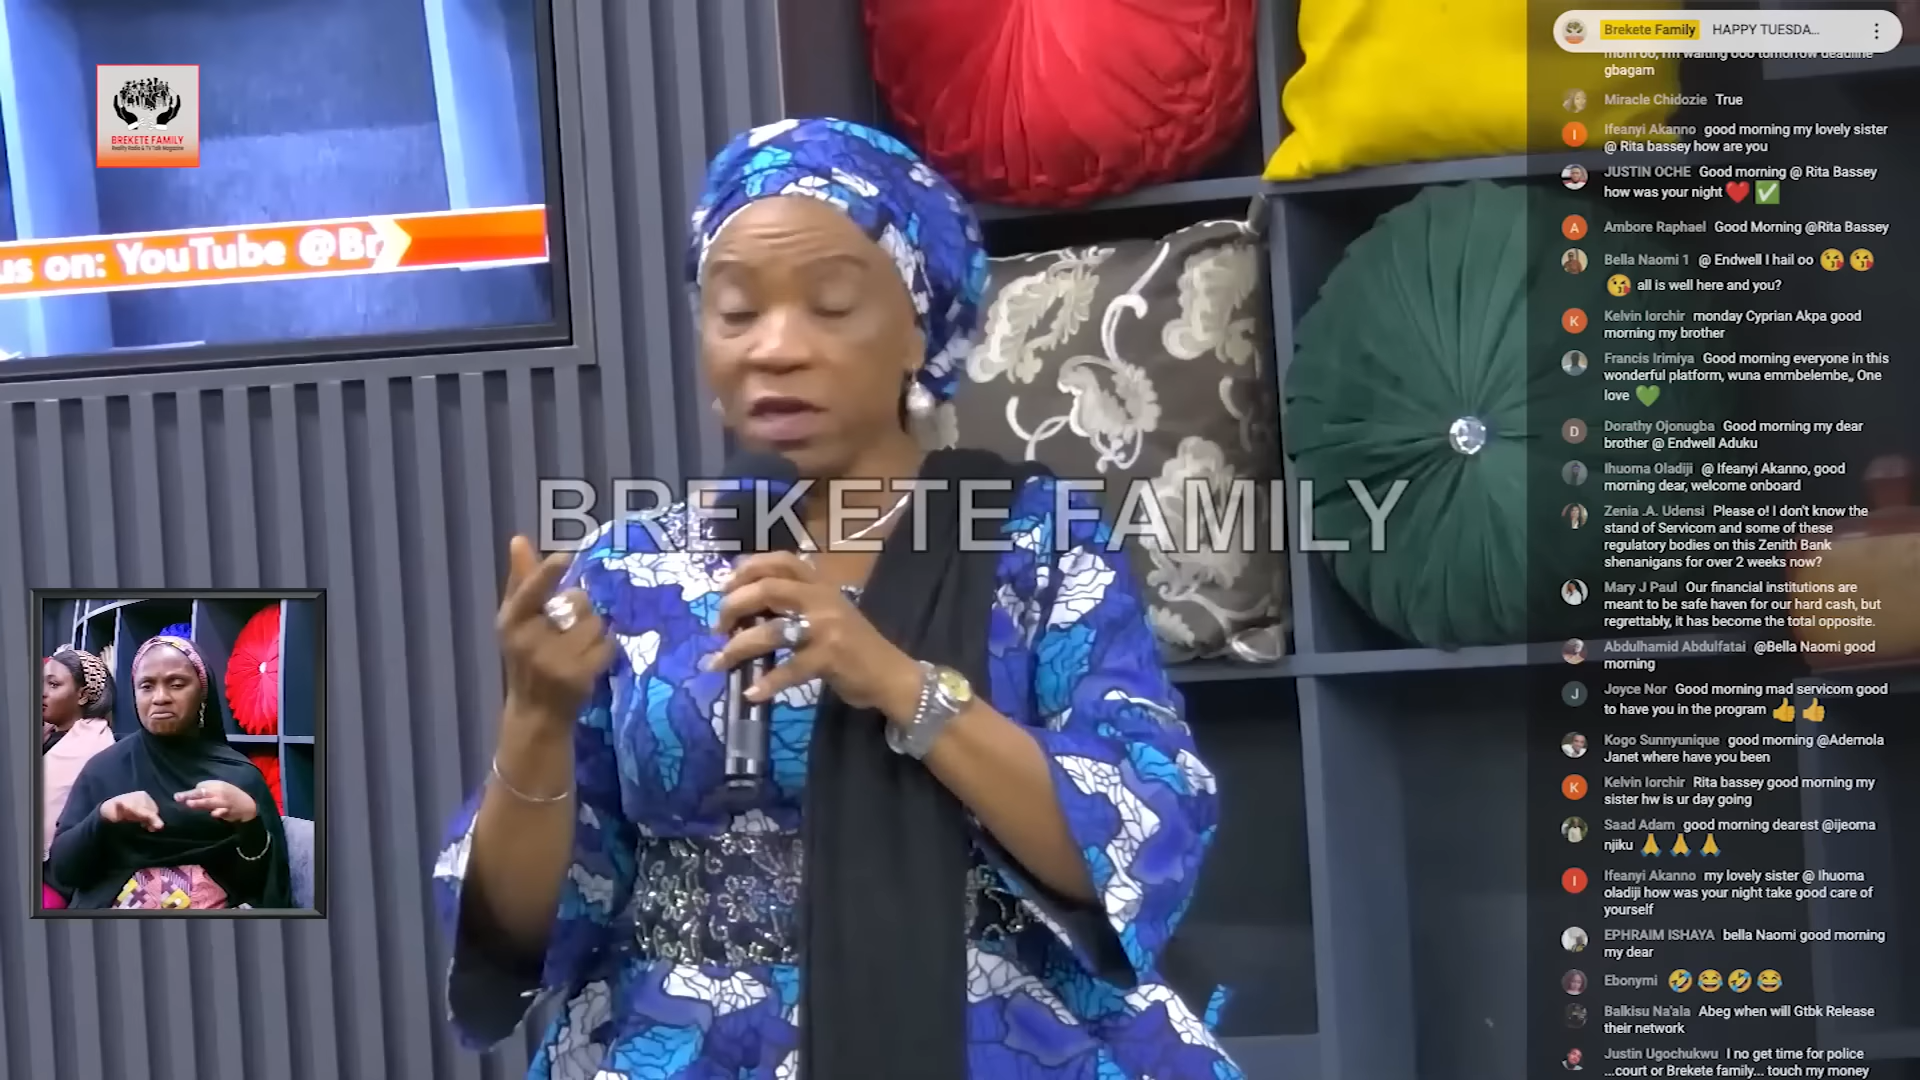 BREKETE FAMILY
Reality Radio & TV Talk Magazine
us on: YouTube @Br
BREKETE FAMILY
Brekete Family HAPPY TUESDA...
gbagam
Miracle Chidozie True
Ifeanyi Akanno good morning my lovely sister
@ Rita bassey how are you
JUSTIN OCHE Good morning @ Rita Bassey
how was your night ❤️ ✅
Ambore Raphael Good Morning @Rita Bassey
Bella Naomi 1 @ Endwell I hail oo 😘 😘
😘 all is well here and you?
Kelvin Iorchir monday Cyprian Akpa good
morning my brother
Francis Irimiya Good morning everyone in this
wonderful platform, wuna emmbelembe,, One
love 💚
Dorathy Ojonugba Good morning my dear
brother @ Endwell Aduku
Ihuoma Oladiji @ Ifeanyi Akanno, good
morning dear, welcome onboard
Zenia .A. Udensi Please o! I don't know the
stand of Servicom and some of these
regulatory bodies on this Zenith Bank
shenanigans for over 2 weeks now?
Mary J Paul Our financial institutions are
meant to be safe haven for our hard cash, but
regrettably, it has become the total opposite.
Abdulhamid Abdulfatai @Bella Naomi good
morning
Joyce Nor Good morning mad servicom good
to have you in the program 👍 👍
Kogo Sunnyunique good morning @Ademola
Janet where have you been
Kelvin Iorchir Rita bassey good morning my
sister hw is ur day going
Saad Adam good morning dearest @ijeoma
njiku 🙏 🙏 🙏
Ifeanyi Akanno my lovely sister @ Ihuoma
oladiji how was your night take good care of
yourself
EPHRAIM ISHAYA bella Naomi good morning
my dear
Ebonymi 🤣 😂 🤣 😂
Balkisu Na'ala Abeg when will Gtbk Release
their network
Justin Ugochukwu I no get time for police
...court or Brekete family... touch my money